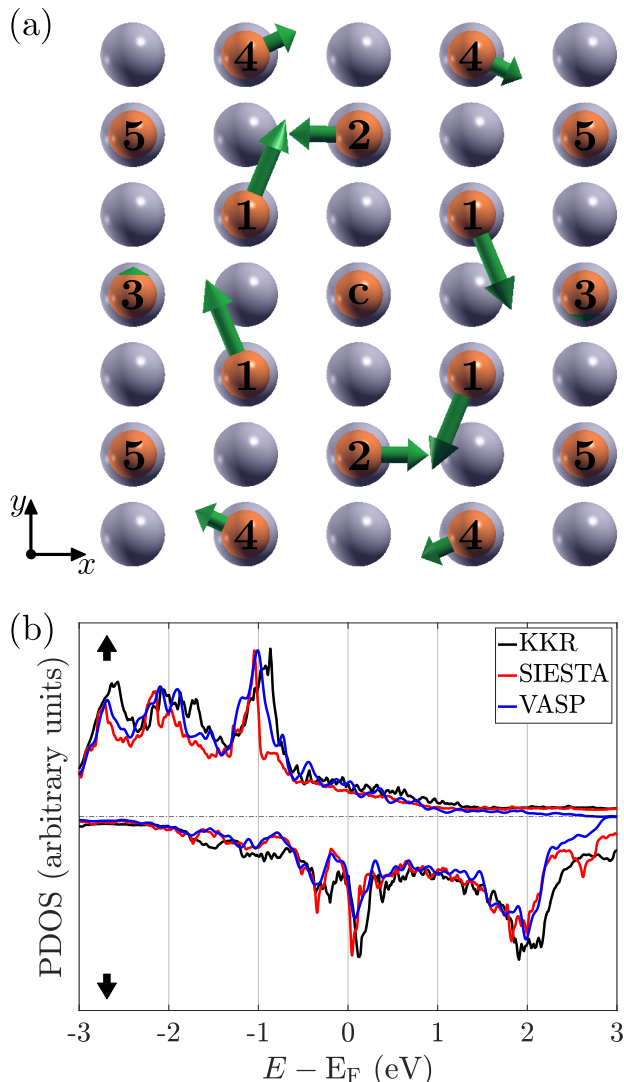 (a)
4 4
5 2 5
1 1
3 c 3
1 1
5 2 5
4 4
y
x
(b)
KKR
SIESTA
VASP
PDOS (arbitrary units)
-3 -2 -1 0 1 2 3
E − E_F (eV)